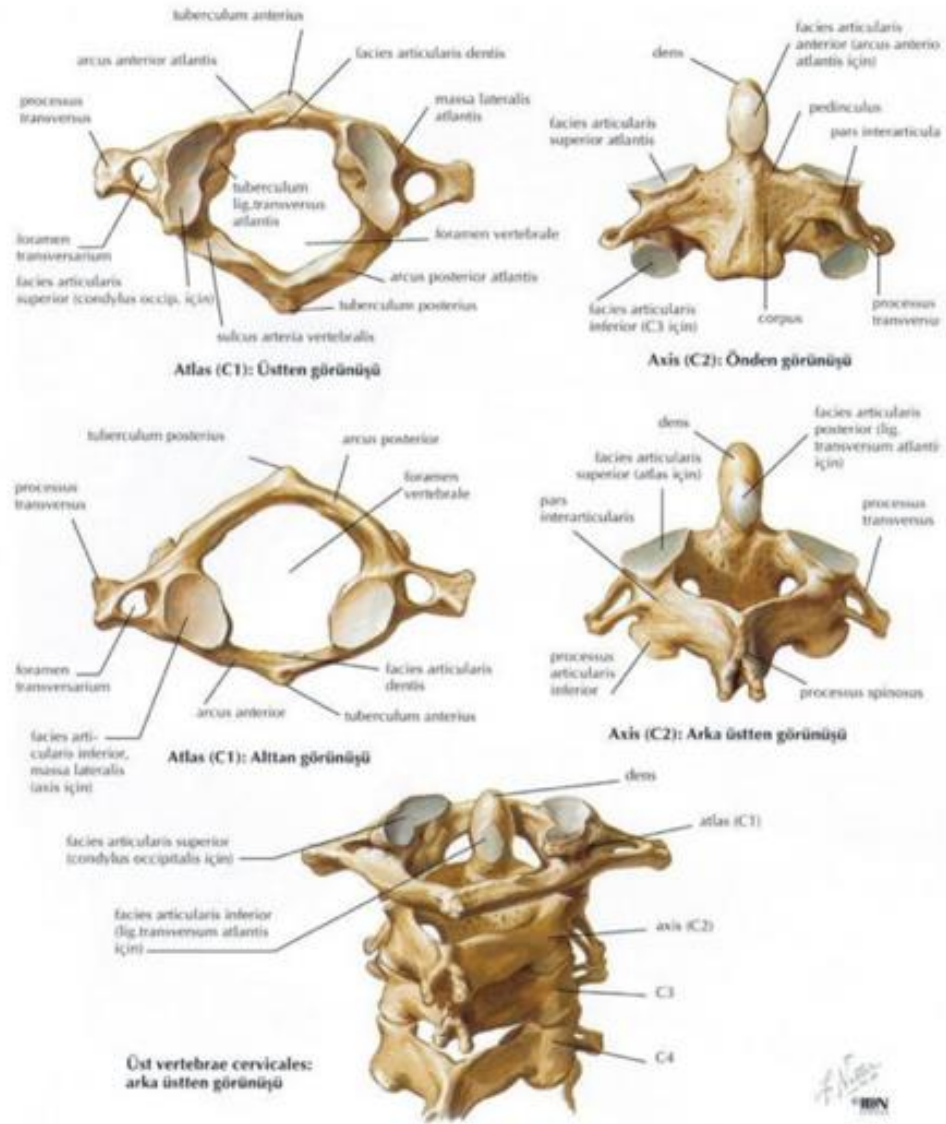 tuberculum anterius
arcus anterior atlantis
facies articularis dentis
processus
transversus
massa lateralis
atlantis
tuberculum
lig.transversus
atlantis
foramen
transversarium
foramen vertebrale
facies articularis
superior (condylus occip. için)
arcus posterior atlantis
tuberculum posterius
sulcus arteria vertebralis
Atlas (C1): Üstten görünüşü
dens
facies articularis
anterior (arcus anterio
atlantis için)
pedinculus
facies articularis
superior atlantis
pars interarticula
facies articularis
inferior (C3 için)
corpus
processus
transversu
Axis (C2): Önden görünüşü
tuberculum posterius
arcus posterior
processus
transversus
foramen
vertebrale
foramen
transversarium
facies articularis
dentis
arcus anterior
tuberculum anterius
facies arti-
cularis inferior,
massa lateralis
(axis için)
Atlas (C1): Alttan görünüşü
dens
facies articularis
posterior (lig.
transversum atlanti
için)
facies articularis
superior (atlas için)
pars
interarticularis
processus
transversus
processus
articularis
inferior
processus spinosus
Axis (C2): Arka üstten görünüşü
dens
atlas (C1)
facies articularis superior
(condylus occipitalis için)
facies articularis inferior
(lig.transversum atlantis
için)
axis (C2)
C3
C4
Üst vertebrae cervicales:
arka üstten görünüşü